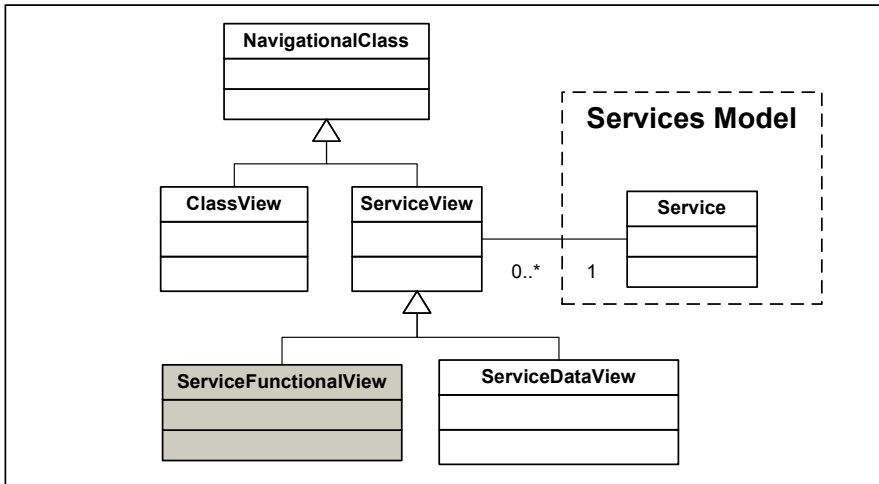 NavigationalClass
Services Model
ClassView
ServiceView
Service
0..*
1
ServiceFunctionalView
ServiceDataView